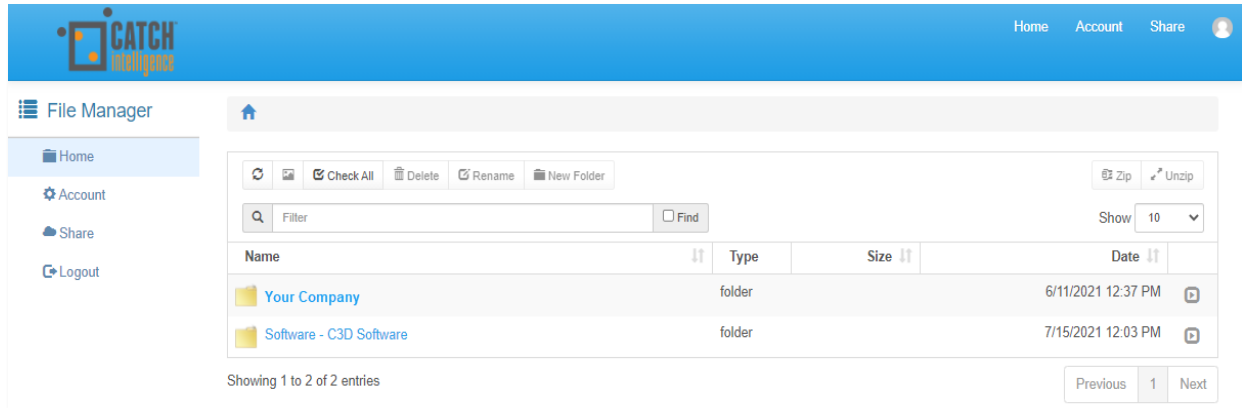 CATCH
intelligence
Home Account Share
File Manager
Home
Account
Share
Logout
Check All Delete Rename New Folder Zip Unzip
Filter Find Show 10
Name Type Size Date
Your Company folder 6/11/2021 12:37 PM
Software - C3D Software folder 7/15/2021 12:03 PM
Showing 1 to 2 of 2 entries Previous 1 Next